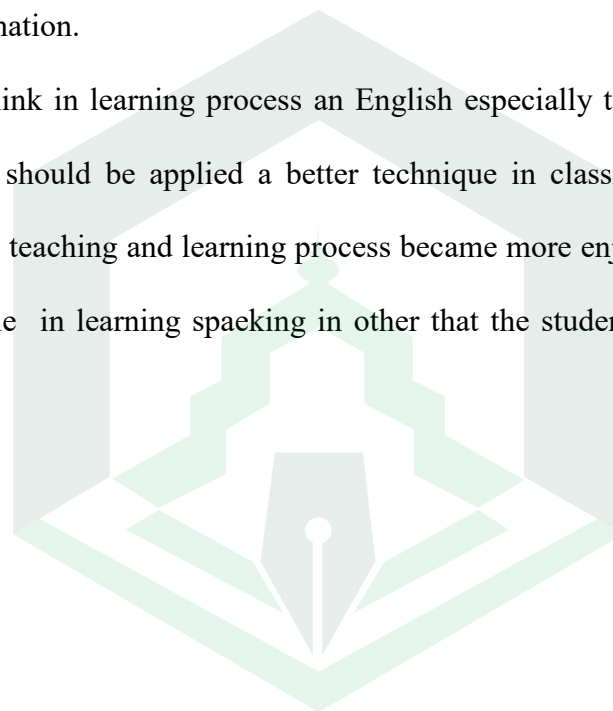 nation.
ink in learning process an English especially t
should be applied a better technique in class
teaching and learning process became more enj
e in learning spaeking in other that the studen